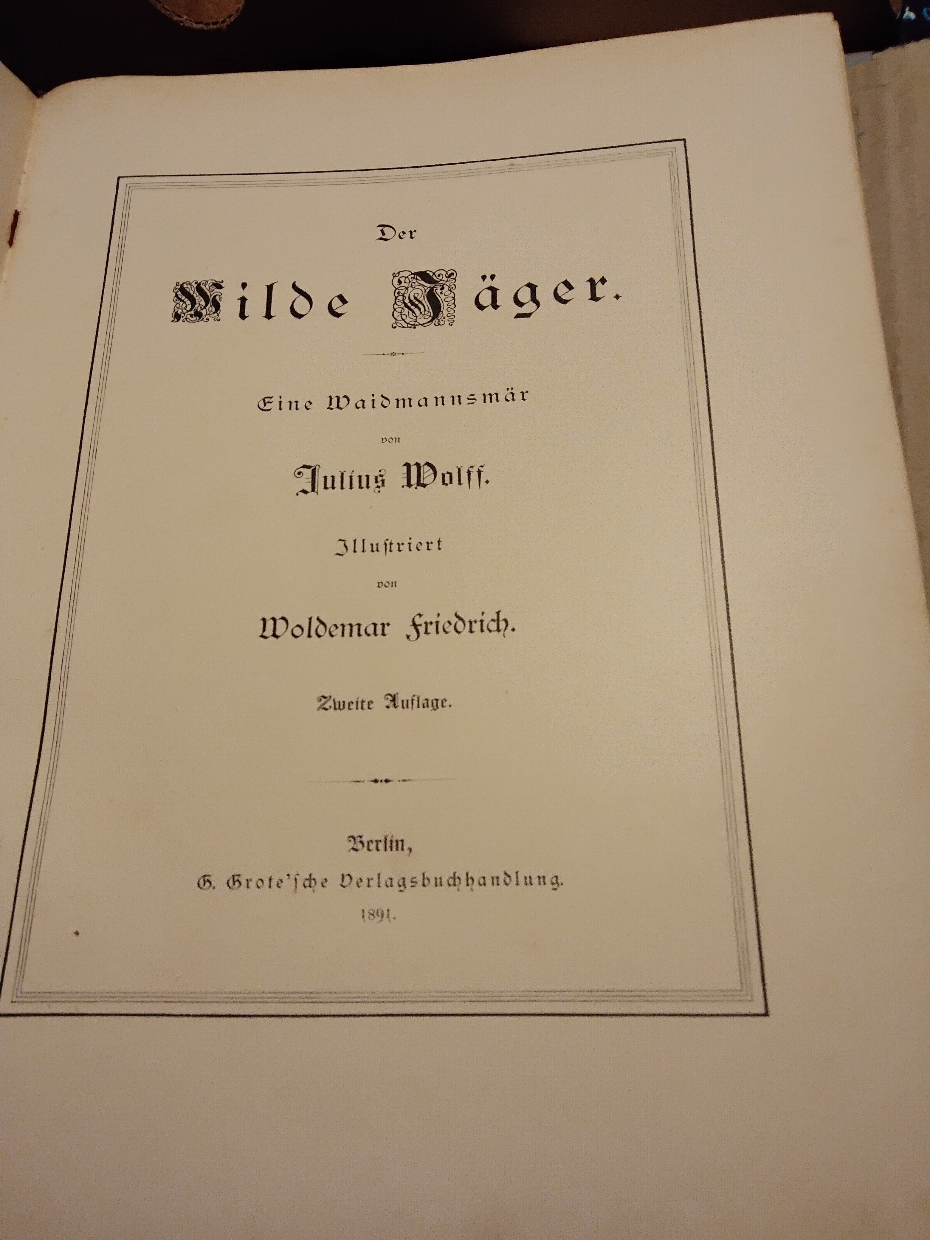 Der
Wilde Jäger.
Eine Waidmannsmär
von
Julius Wolff.
Illuſtriert
von
Woldemar Friedrich.
Zweite Auflage.
Berlin,
G. Grote'ſche Verlagsbuchhandlung.
1891.